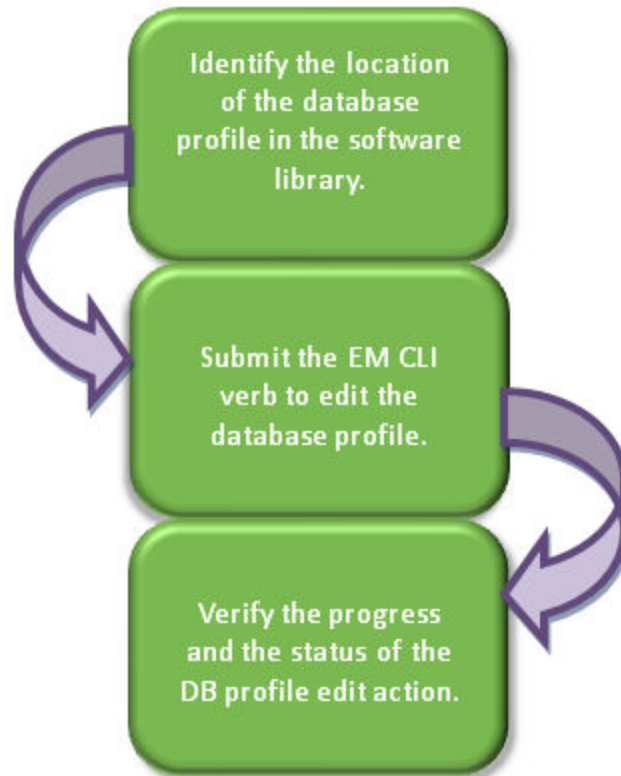 Identify the location
of the database
profile in the software
library.
Submit the EM CLI
verb to edit the
database profile.
Verify the progress
and the status of the
DB profile edit action.